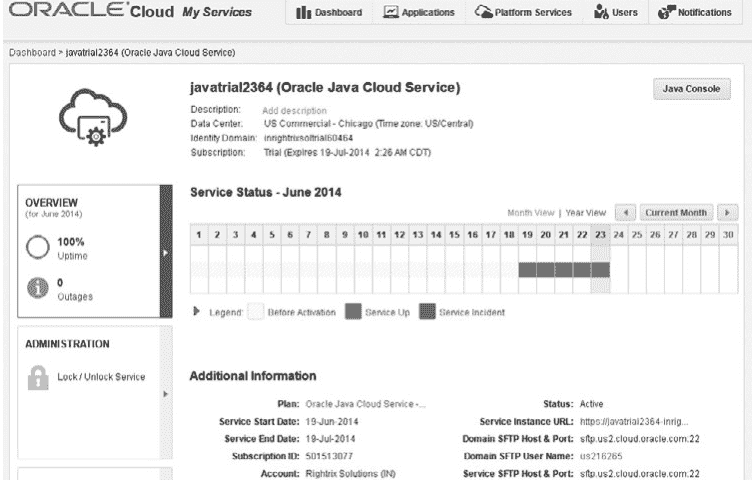 ORACLE Cloud My Services
Dashboard Applications Platform Services Users Notifications
Dashboard > javatrial2364 (Oracle Java Cloud Service)
javatrial2364 (Oracle Java Cloud Service)
Java Console
Description: Add description
Data Center: US Commercial - Chicago (Time zone: US/Central)
Identity Domain: inrightrixsoltrial60464
Subscription: Trial (Expires 19-Jul-2014 2:26 AM CDT)
OVERVIEW
(for June 2014)
100%
Uptime
0
Outages
ADMINISTRATION
Lock / Unlock Service
Service Status - June 2014
Month View | Year View Current Month
1 2 3 4 5 6 7 8 9 10 11 12 13 14 15 16 17 18 19 20 21 22 23 24 25 26 27 28 29 30
Legend: Before Activation Service Up Service Incident
Additional Information
Plan: Oracle Java Cloud Service -...
Service Start Date: 19-Jun-2014
Service End Date: 19-Jul-2014
Subscription ID: 501513077
Account: Rightrix Solutions (IN)
Status: Active
Service Instance URL: https://javatrial2364-inrig...
Domain SFTP Host & Port: sftp.us2.cloud.oracle.com:22
Domain SFTP User Name: us216265
Service SFTP Host & Port: sftp.us2.cloud.oracle.com:22